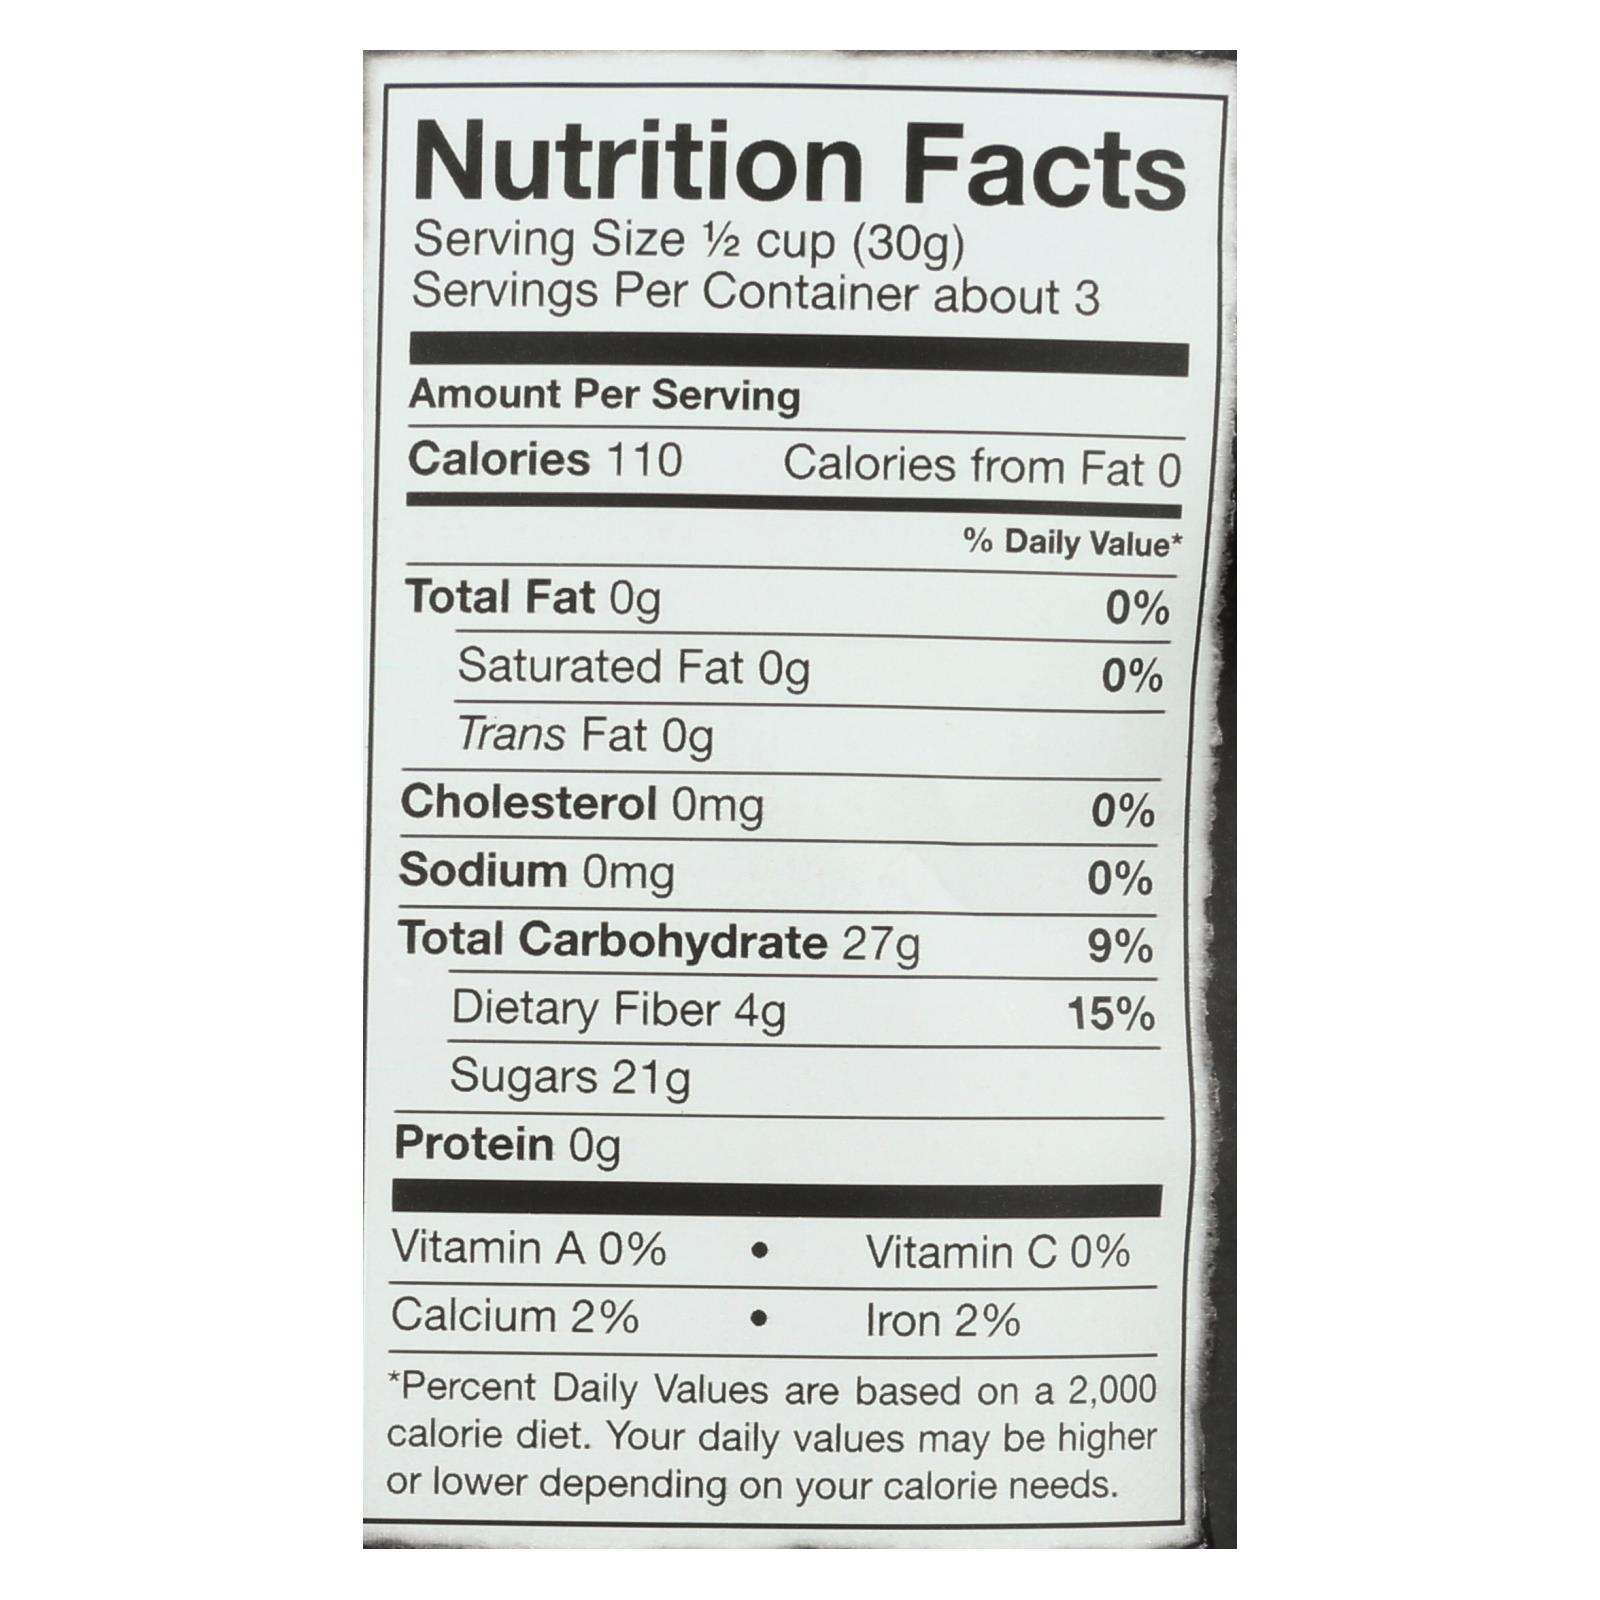 Nutrition Facts
Serving Size ½ cup (30g)
Servings Per Container about 3
Amount Per Serving
Calories 110 Calories from Fat 0
% Daily Value*
Total Fat 0g 0%
Saturated Fat 0g 0%
Trans Fat 0g
Cholesterol 0mg 0%
Sodium 0mg 0%
Total Carbohydrate 27g 9%
Dietary Fiber 4g 15%
Sugars 21g
Protein 0g
Vitamin A 0% • Vitamin C 0%
Calcium 2% • Iron 2%
*Percent Daily Values are based on a 2,000
calorie diet. Your daily values may be higher
or lower depending on your calorie needs.